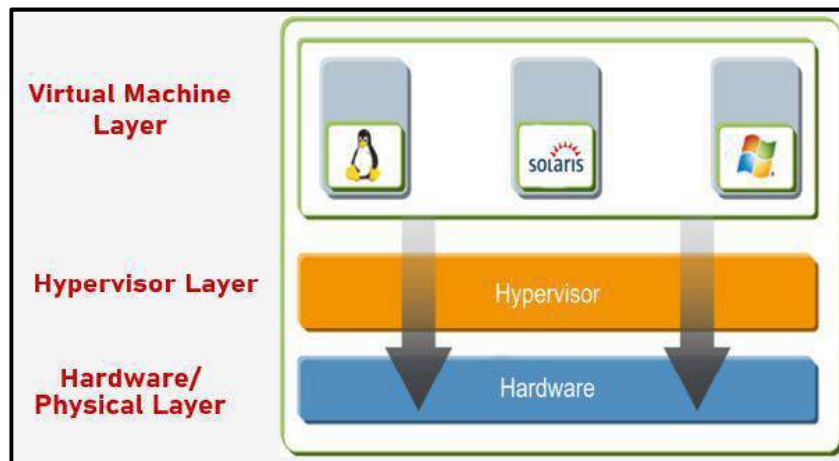 Virtual Machine
Layer
solaris
Hypervisor Layer
Hypervisor
Hardware/
Physical Layer
Hardware